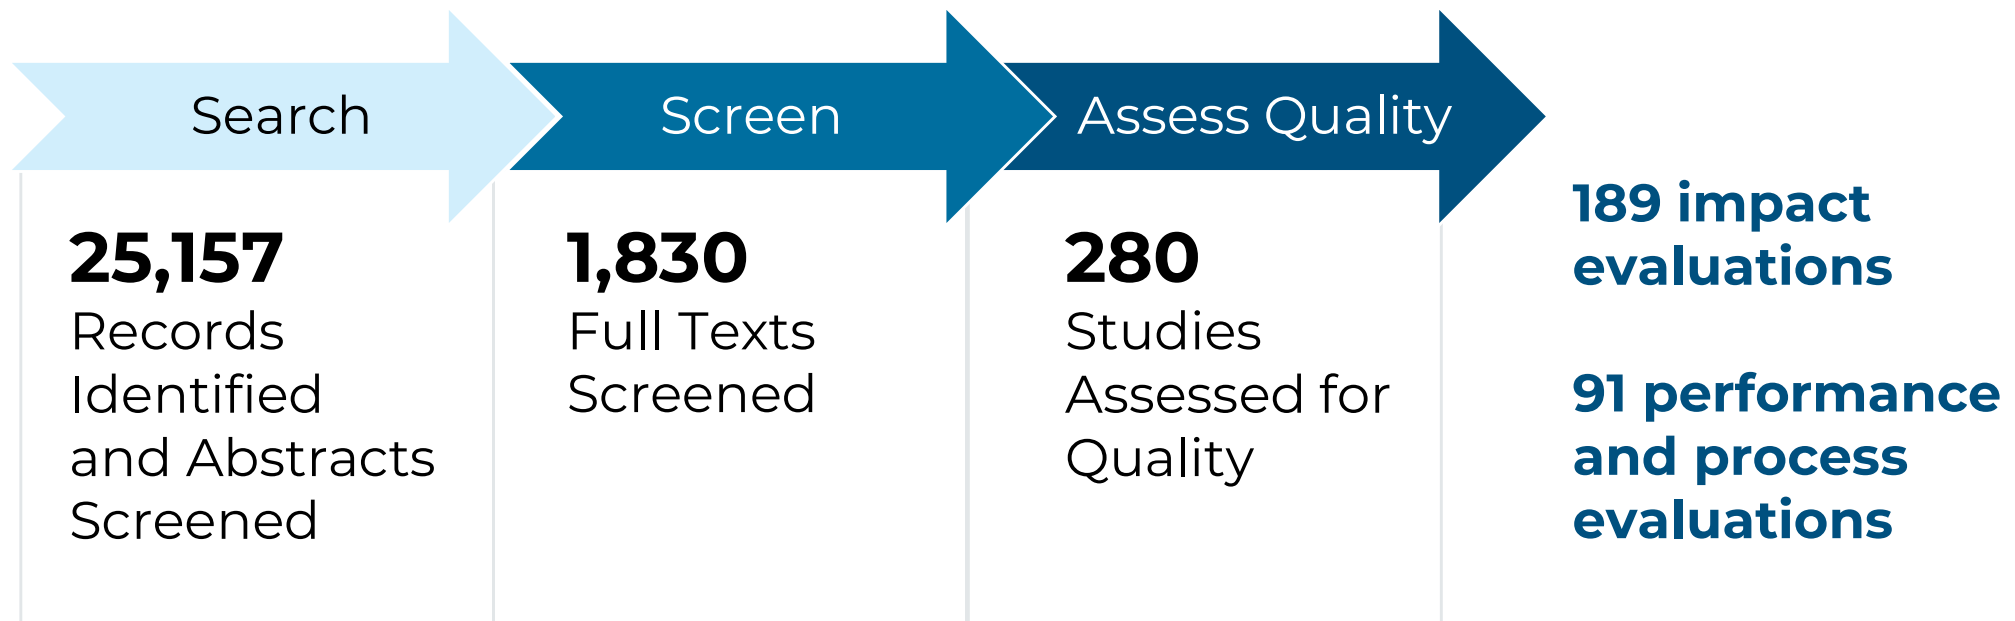 Search
Screen
Assess Quality
25,157
Records
Identified
and Abstracts
Screened
1,830
Full Texts
Screened
280
Studies
Assessed for
Quality
189 impact
evaluations
91 performance
and process
evaluations